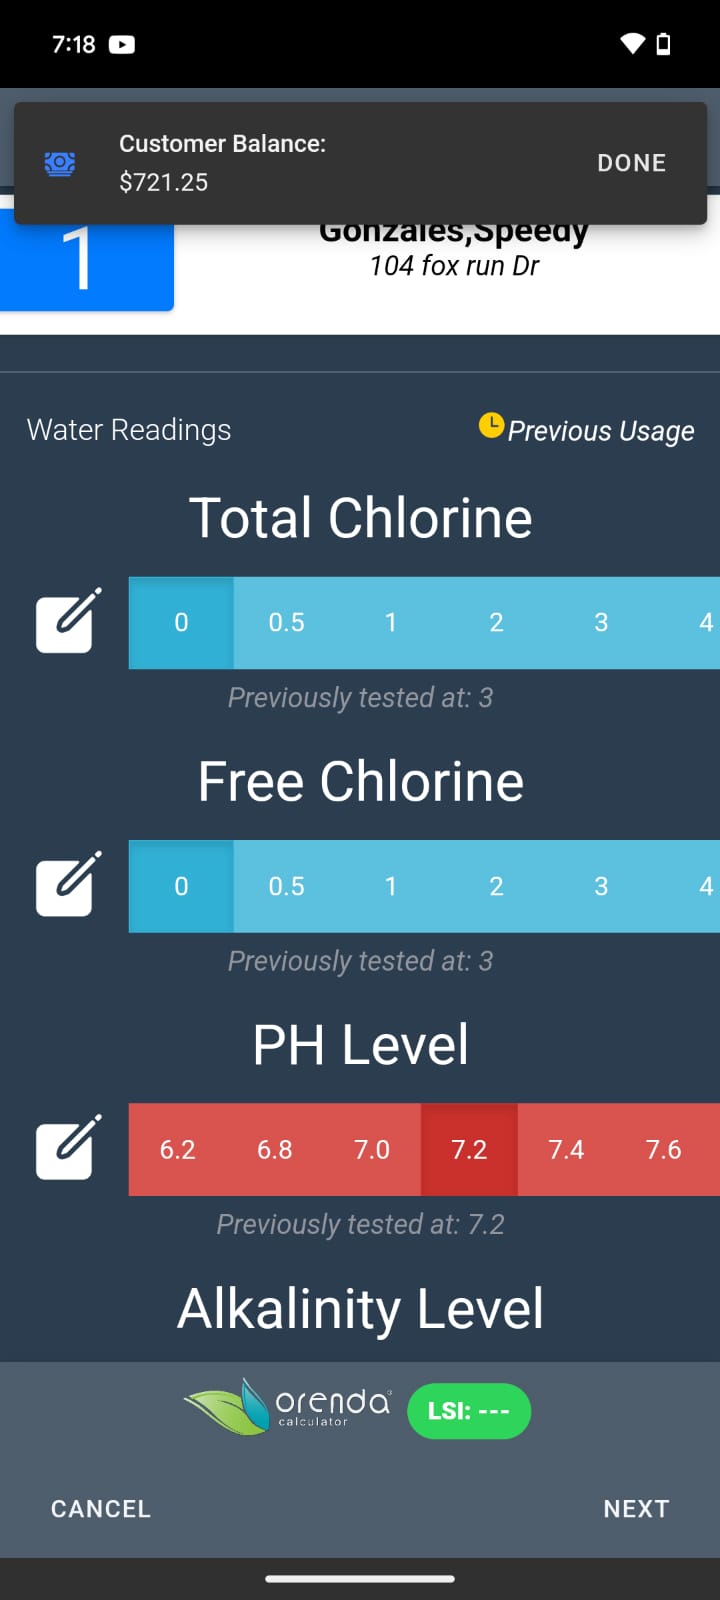 7:18
Customer Balance:
$721.25
DONE
1
Gonzales,Speedy
104 fox run Dr
Water Readings
Previous Usage
Total Chlorine
0 0.5 1 2 3 4
Previously tested at: 3
Free Chlorine
0 0.5 1 2 3 4
Previously tested at: 3
PH Level
6.2 6.8 7.0 7.2 7.4 7.6
Previously tested at: 7.2
Alkalinity Level
orenda
calculator
LSI: ---
CANCEL
NEXT